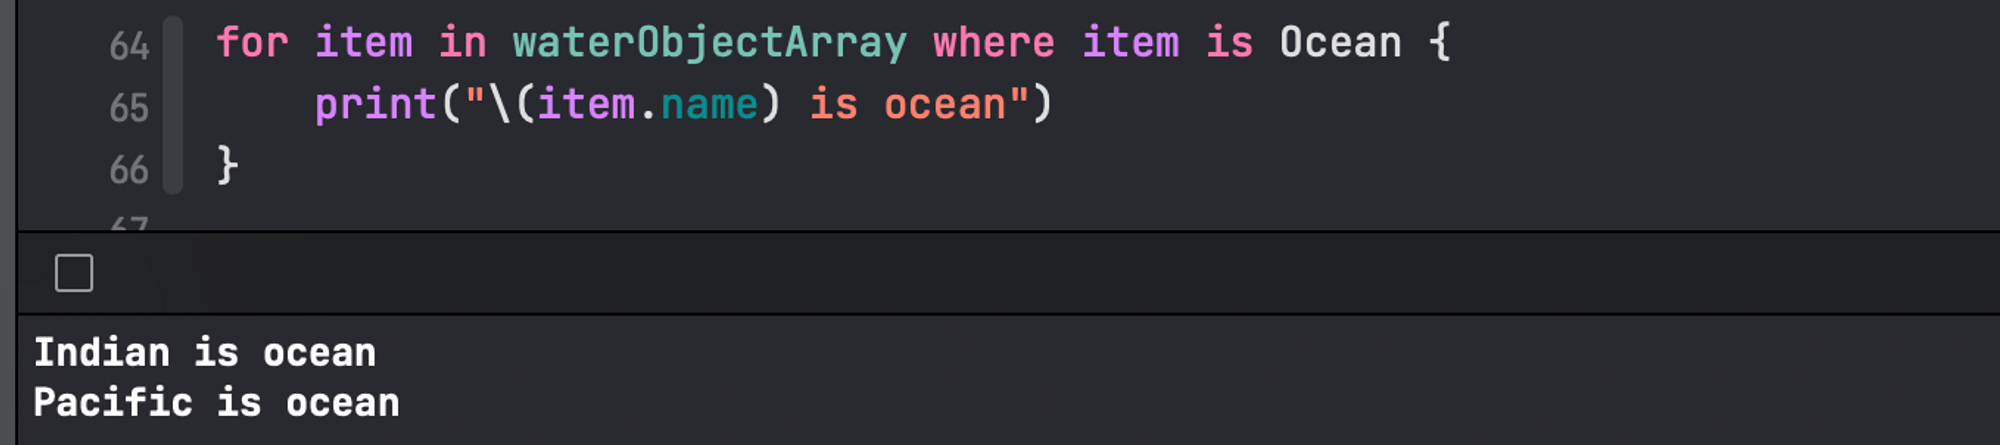 64 for item in waterObjectArray where item is Ocean {
65 print("\(item.name) is ocean")
66 }
67
Indian is ocean
Pacific is ocean